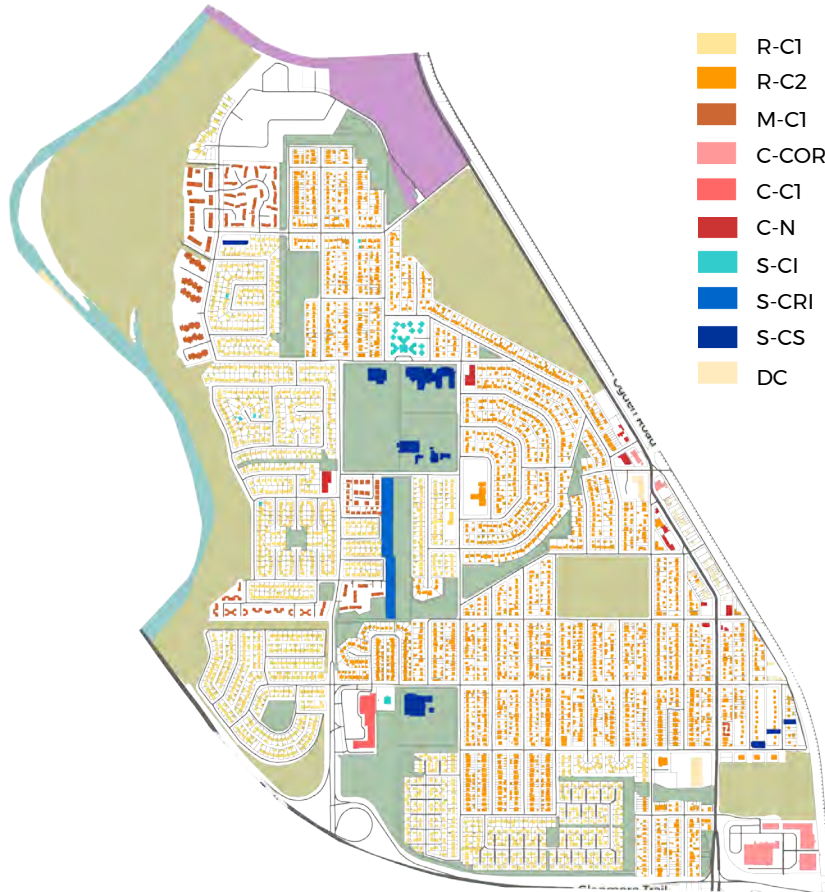 R-C1
R-C2
M-C1
C-COR
C-C1
C-N
S-CI
S-CRI
S-CS
DC
Ogden Road
Glenmore Trail